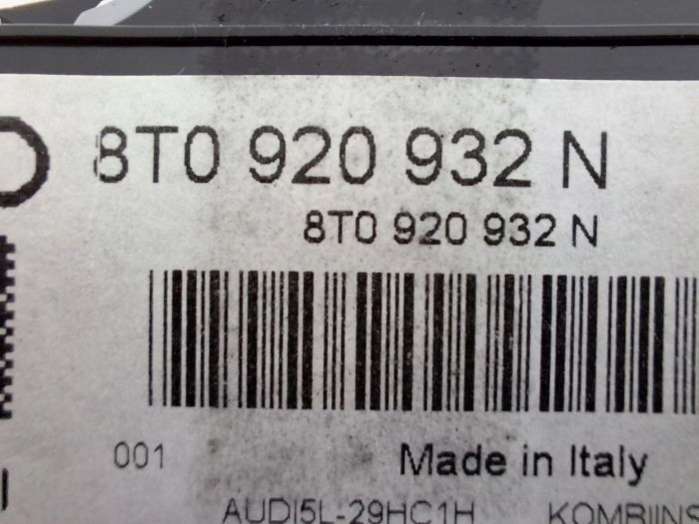 8T0 920 932 N
8T0 920 932 N
001
Made in Italy
AUDI5L-29HC1H